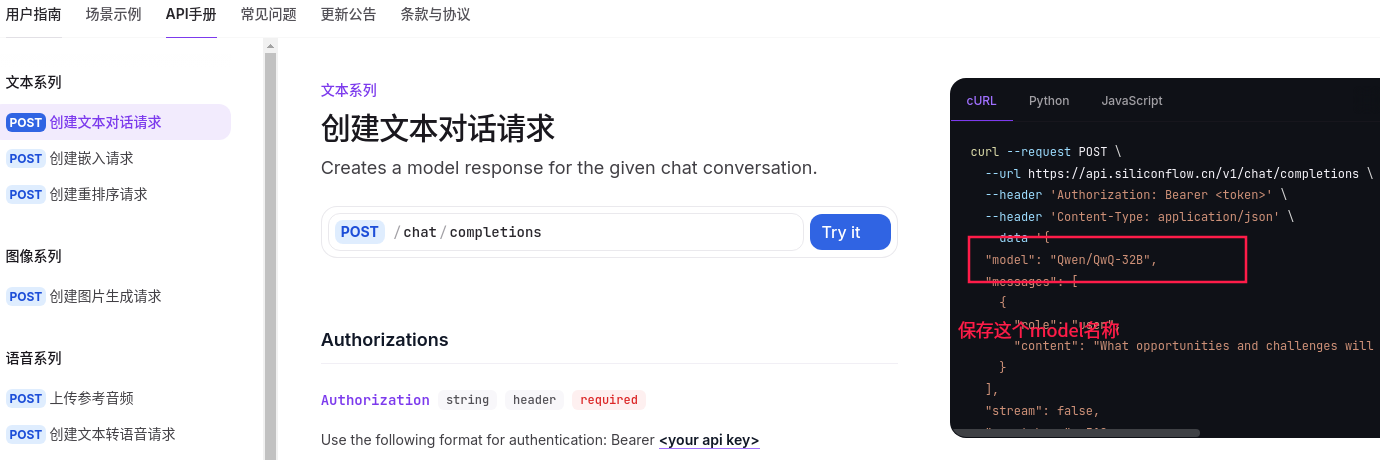 用户指南 场景示例 API手册 常见问题 更新公告 条款与协议
文本系列
POST 创建文本对话请求
POST 创建嵌入请求
POST 创建重排序请求
图像系列
POST 创建图片生成请求
语音系列
POST 上传参考音频
POST 创建文本转语音请求
文本系列
创建文本对话请求
Creates a model response for the given chat conversation.
POST /chat/completions Try it
Authorizations
Authorization string header required
Use the following format for authentication: Bearer <your api key>
cURL Python JavaScript
curl --request POST \
--url https://api.siliconflow.cn/v1/chat/completions \
--header 'Authorization: Bearer <token>' \
--header 'Content-Type: application/json' \
--data '{
"model": "Qwen/QwQ-32B",
"messages": [
{
"role": "user",
保存这个model名称
"content": "What opportunities and challenges will
}
],
"stream": false,